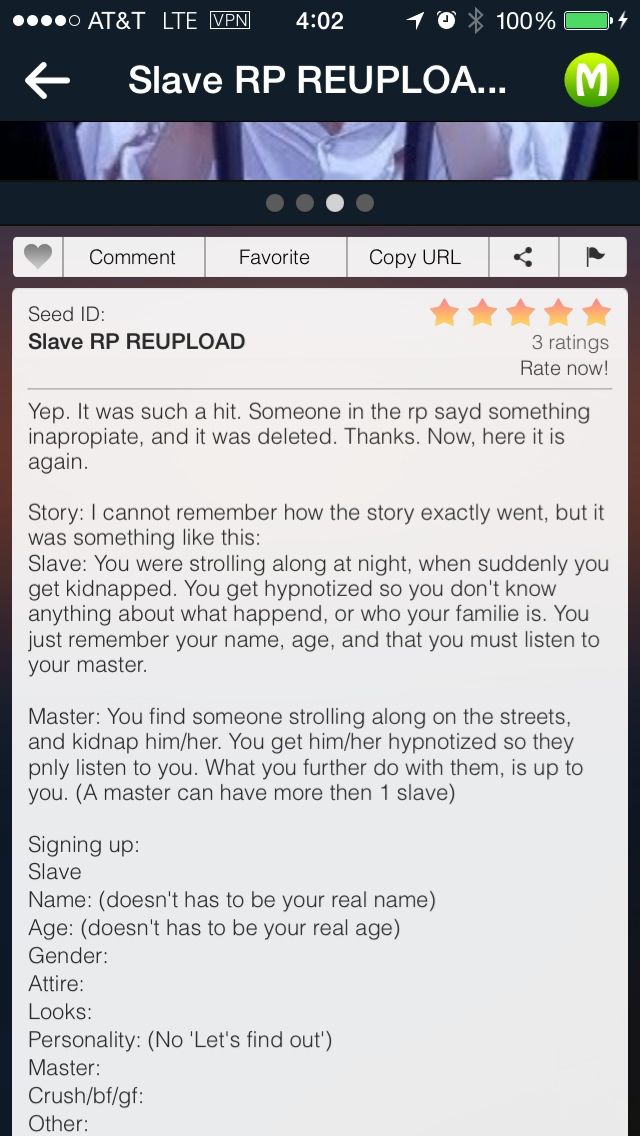 AT&T LTE VPN 4:02 100%
Slave RP REUPLOA...
M
Comment Favorite Copy URL
Seed ID:
Slave RP REUPLOAD
3 ratings
Rate now!
Yep. It was such a hit. Someone in the rp sayd something
inapropiate, and it was deleted. Thanks. Now, here it is
again.
Story: I cannot remember how the story exactly went, but it
was something like this:
Slave: You were strolling along at night, when suddenly you
get kidnapped. You get hypnotized so you don't know
anything about what happend, or who your familie is. You
just remember your name, age, and that you must listen to
your master.
Master: You find someone strolling along on the streets,
and kidnap him/her. You get him/her hypnotized so they
pnly listen to you. What you further do with them, is up to
you. (A master can have more then 1 slave)
Signing up:
Slave
Name: (doesn't has to be your real name)
Age: (doesn't has to be your real age)
Gender:
Attire:
Looks:
Personality: (No 'Let's find out')
Master:
Crush/bf/gf:
Other: